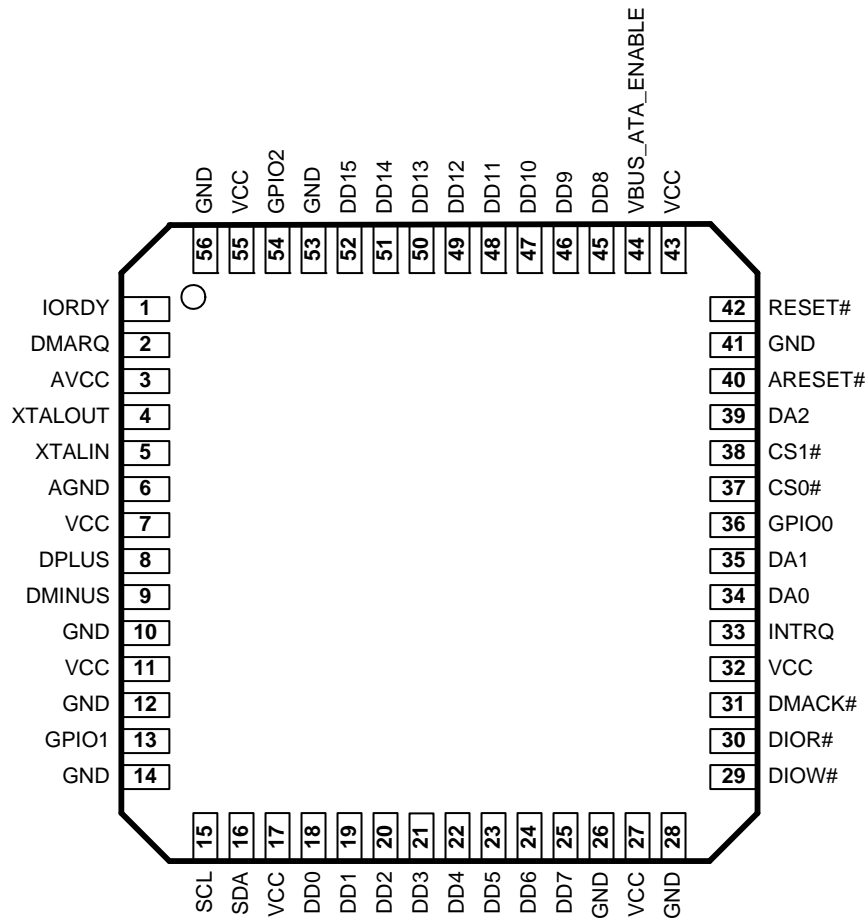 GND VCC GPIO2 GND DD15 DD14 DD13 DD12 DD11 DD10 DD9 DD8 VBUS_ATA_ENABLE VCC
56 55 54 53 52 51 50 49 48 47 46 45 44 43
IORDY 1 42 RESET#
DMARQ 2 41 GND
AVCC 3 40 ARESET#
XTALOUT 4 39 DA2
XTALIN 5 38 CS1#
AGND 6 37 CS0#
VCC 7 36 GPIO0
DPLUS 8 35 DA1
DMINUS 9 34 DA0
GND 10 33 INTRQ
VCC 11 32 VCC
GND 12 31 DMACK#
GPIO1 13 30 DIOR#
GND 14 29 DIOW#
15 16 17 18 19 20 21 22 23 24 25 26 27 28
SCL SDA VCC DD0 DD1 DD2 DD3 DD4 DD5 DD6 DD7 GND VCC GND